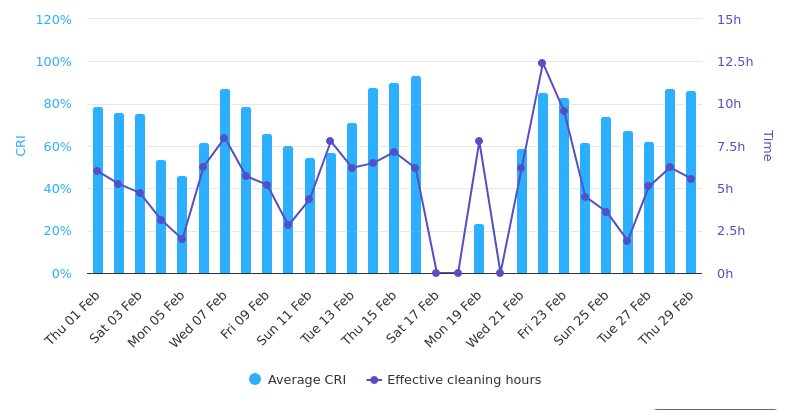 120%
100%
80%
60%
40%
20%
0%
CRI
15h
12.5h
10h
7.5h
5h
2.5h
0h
Time
Thu 01 Feb
Sat 03 Feb
Mon 05 Feb
Wed 07 Feb
Fri 09 Feb
Sun 11 Feb
Tue 13 Feb
Thu 15 Feb
Sat 17 Feb
Mon 19 Feb
Wed 21 Feb
Fri 23 Feb
Sun 25 Feb
Tue 27 Feb
Thu 29 Feb
Average CRI
Effective cleaning hours